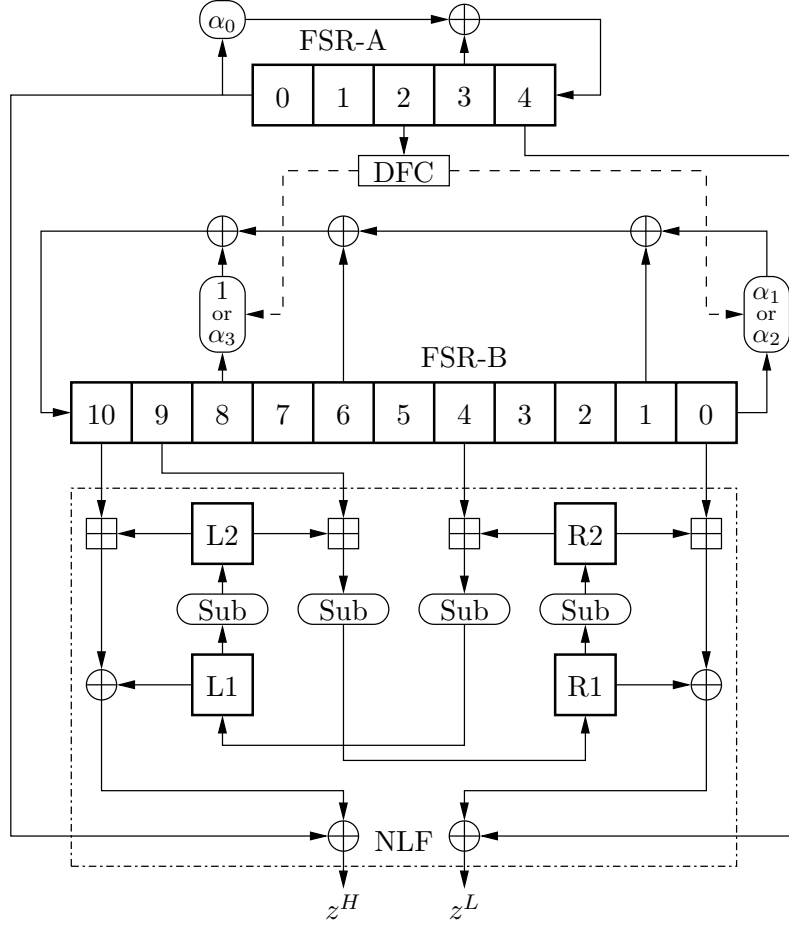 α₀
FSR-A
0 1 2 3 4
DFC
1 or α₃
α₁ or α₂
FSR-B
10 9 8 7 6 5 4 3 2 1 0
L2
R2
Sub Sub Sub Sub
L1
R1
NLF
z^H z^L